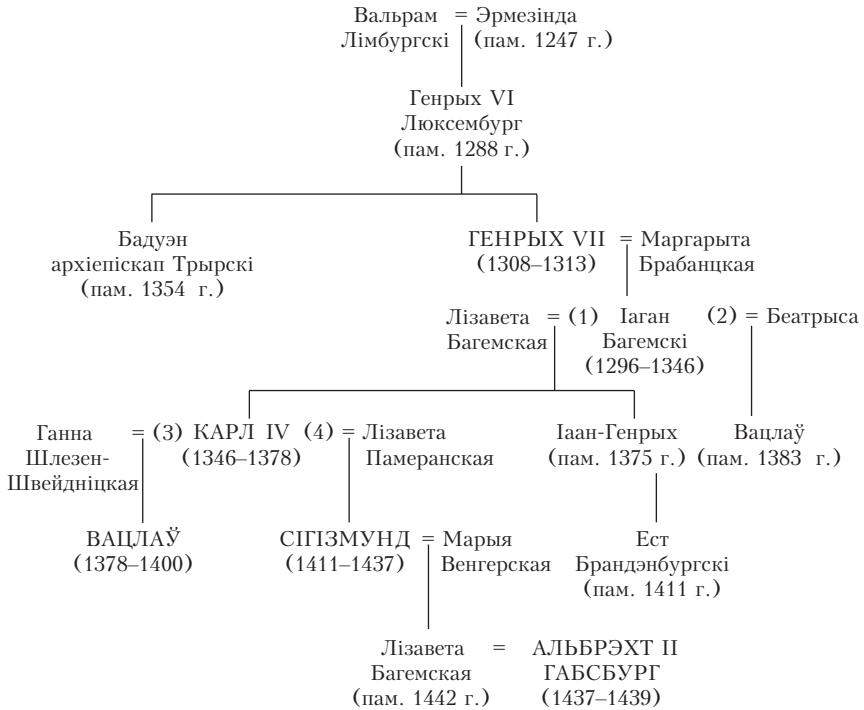 Вальрам = Эрмезінда
Лімбургскі (пам. 1247 г.)
Генрых VI
Люксембург
(пам. 1288 г.)
Бадуэн ГЕНРЫХ VII = Маргарыта
архіепіскап Трырскі (1308–1313) Брабанцкая
(пам. 1354 г.)
Лізавета = (1) Іаган (2) = Беатрыса
Багемская Багемскі
(1296–1346)
Ганна = (3) КАРЛ IV (4) = Лізавета Іаан-Генрых Вацлаў
Шлезен- (1346–1378) Памеранская (пам. 1375 г.) (пам. 1383 г.)
Швейдніцкая
ВАЦЛАЎ СІГІЗМУНД = Марыя Ест
(1378–1400) (1411–1437) Венгерская Брандэнбургскі
(пам. 1411 г.)
Лізавета = АЛЬБРЭХТ II
Багемская ГАБСБУРГ
(пам. 1442 г.) (1437–1439)